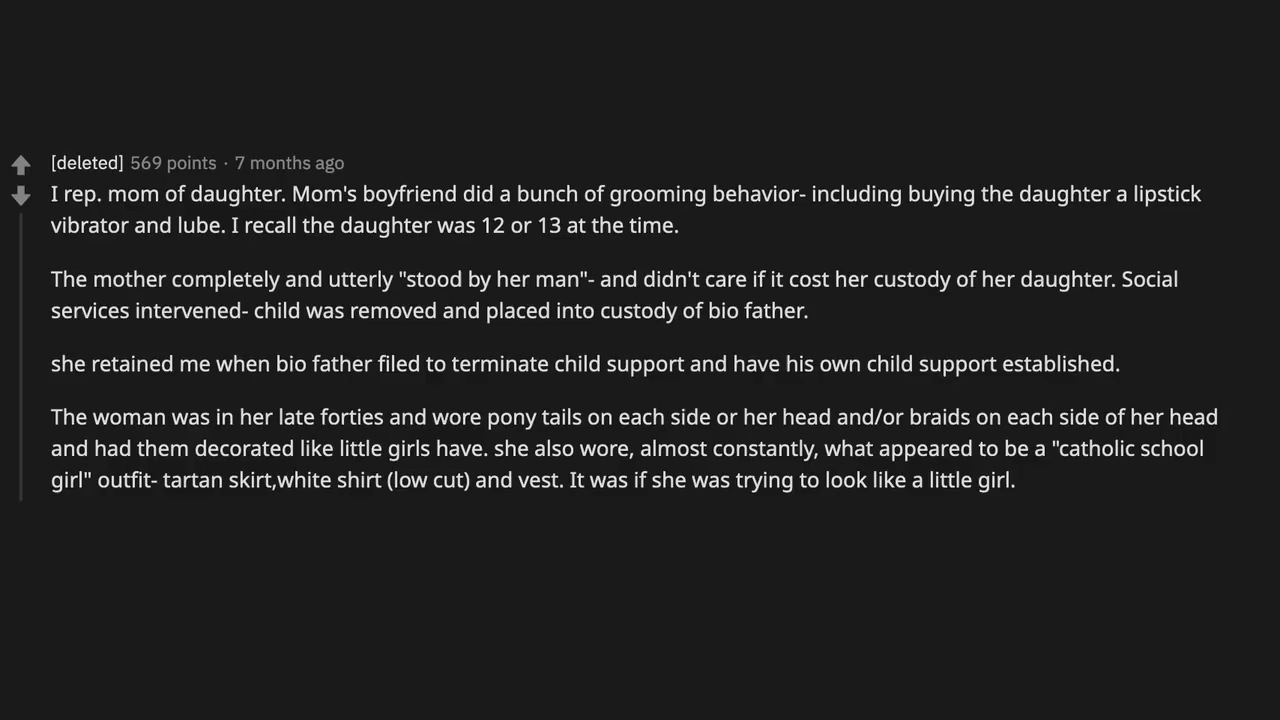 [deleted] 569 points · 7 months ago
I rep. mom of daughter. Mom's boyfriend did a bunch of grooming behavior- including buying the daughter a lipstick
vibrator and lube. I recall the daughter was 12 or 13 at the time.
The mother completely and utterly "stood by her man"- and didn't care if it cost her custody of her daughter. Social
services intervened- child was removed and placed into custody of bio father.
she retained me when bio father filed to terminate child support and have his own child support established.
The woman was in her late forties and wore pony tails on each side or her head and/or braids on each side of her head
and had them decorated like little girls have. she also wore, almost constantly, what appeared to be a "catholic school
girl" outfit- tartan skirt,white shirt (low cut) and vest. It was if she was trying to look like a little girl.